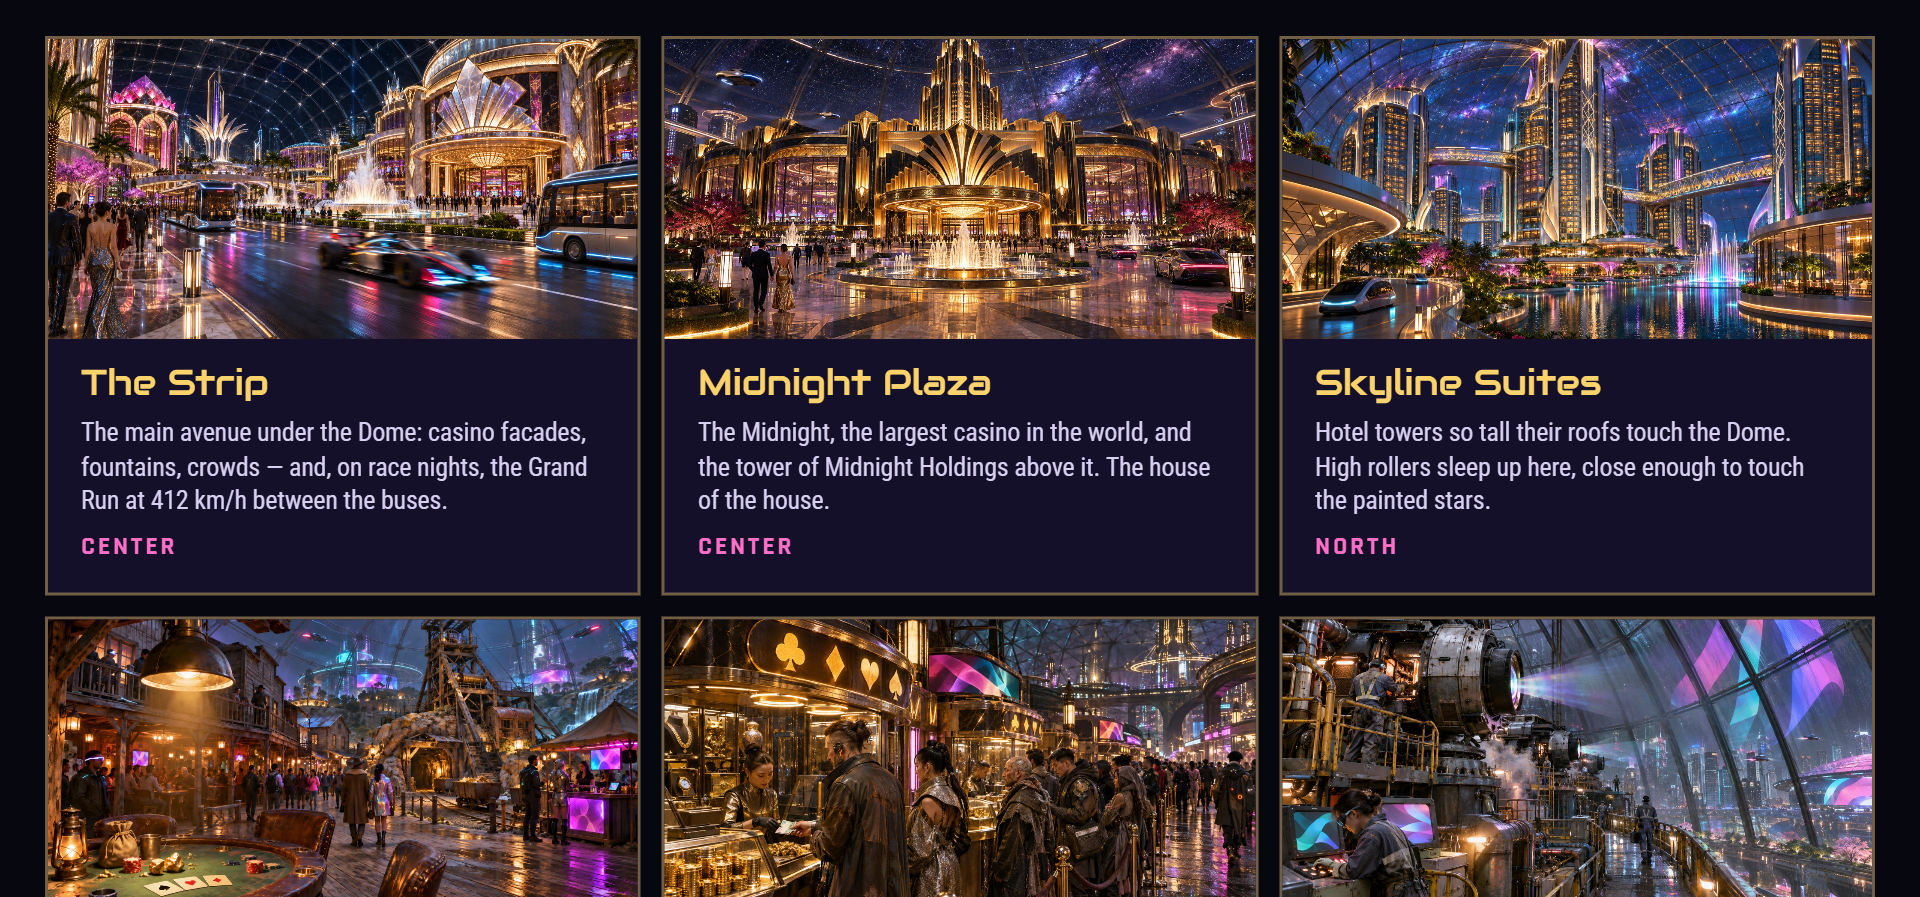 The Strip
The main avenue under the Dome: casino facades,
fountains, crowds — and, on race nights, the Grand
Run at 412 km/h between the buses.
CENTER
Midnight Plaza
The Midnight, the largest casino in the world, and
the tower of Midnight Holdings above it. The house
of the house.
CENTER
Skyline Suites
Hotel towers so tall their roofs touch the Dome.
High rollers sleep up here, close enough to touch
the painted stars.
NORTH